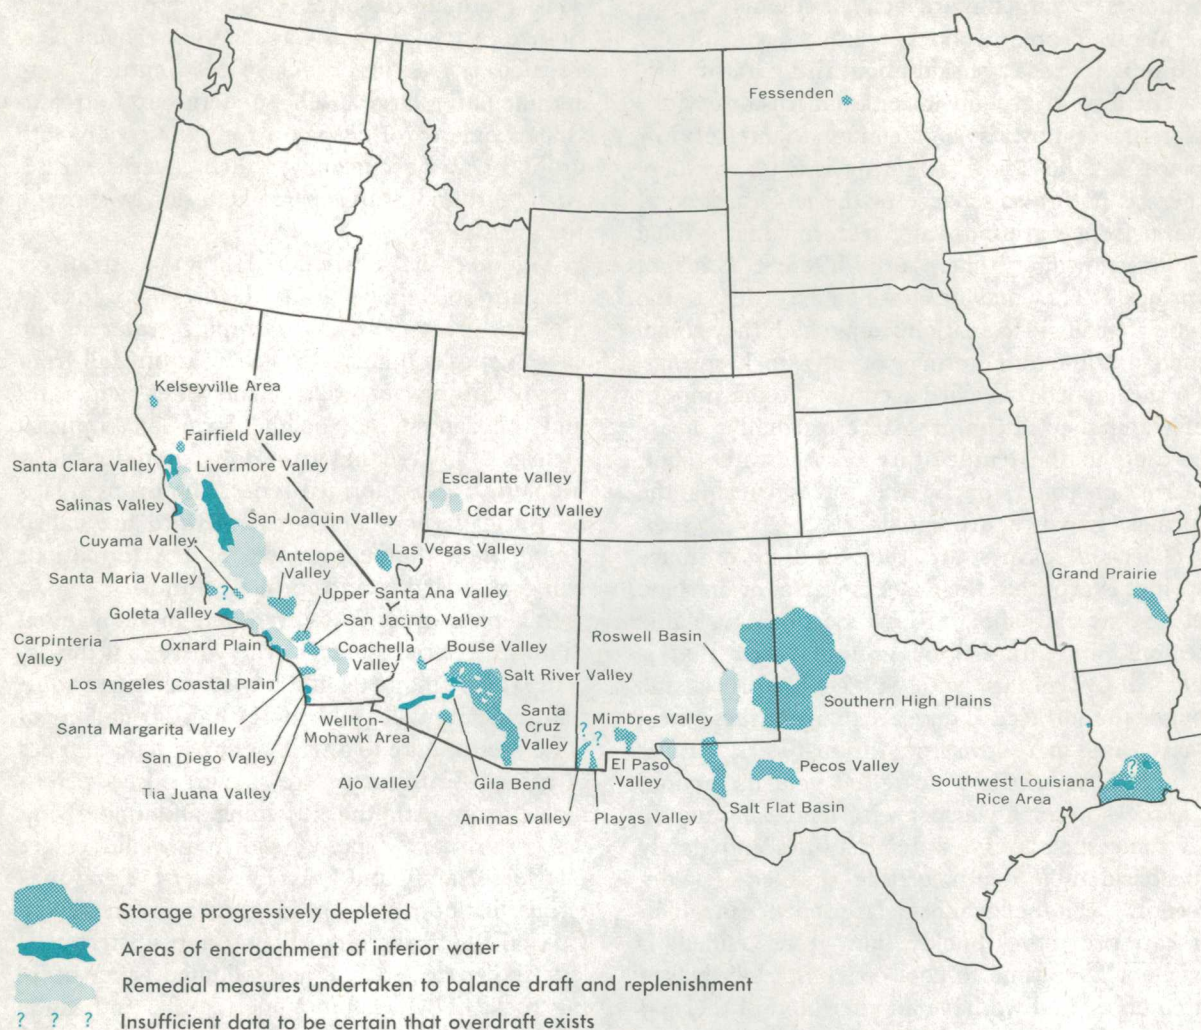 Fessenden
Kelseyville Area
Fairfield Valley
Santa Clara Valley
Livermore Valley
Salinas Valley
San Joaquin Valley
Escalante Valley
Cedar City Valley
Cuyama Valley
Antelope
Valley
Las Vegas Valley
Santa Maria Valley
?
Upper Santa Ana Valley
Grand Prairie
Goleta Valley
San Jacinto Valley
Carpinteria
Valley
Oxnard Plain
Coachella
Valley
Bouse Valley
Roswell Basin
Los Angeles Coastal Plain
Salt River Valley
Southern High Plains
Santa Margarita Valley
Wellton-
Mohawk Area
Santa
Cruz
Valley
? ?
Mimbres Valley
San Diego Valley
El Paso
Valley
Pecos Valley
?
Tia Juana Valley
Ajo Valley
Gila Bend
Southwest Louisiana
Rice Area
Animas Valley
Playas Valley
Salt Flat Basin
Storage progressively depleted
Areas of encroachment of inferior water
Remedial measures undertaken to balance draft and replenishment
? ? ? Insufficient data to be certain that overdraft exists